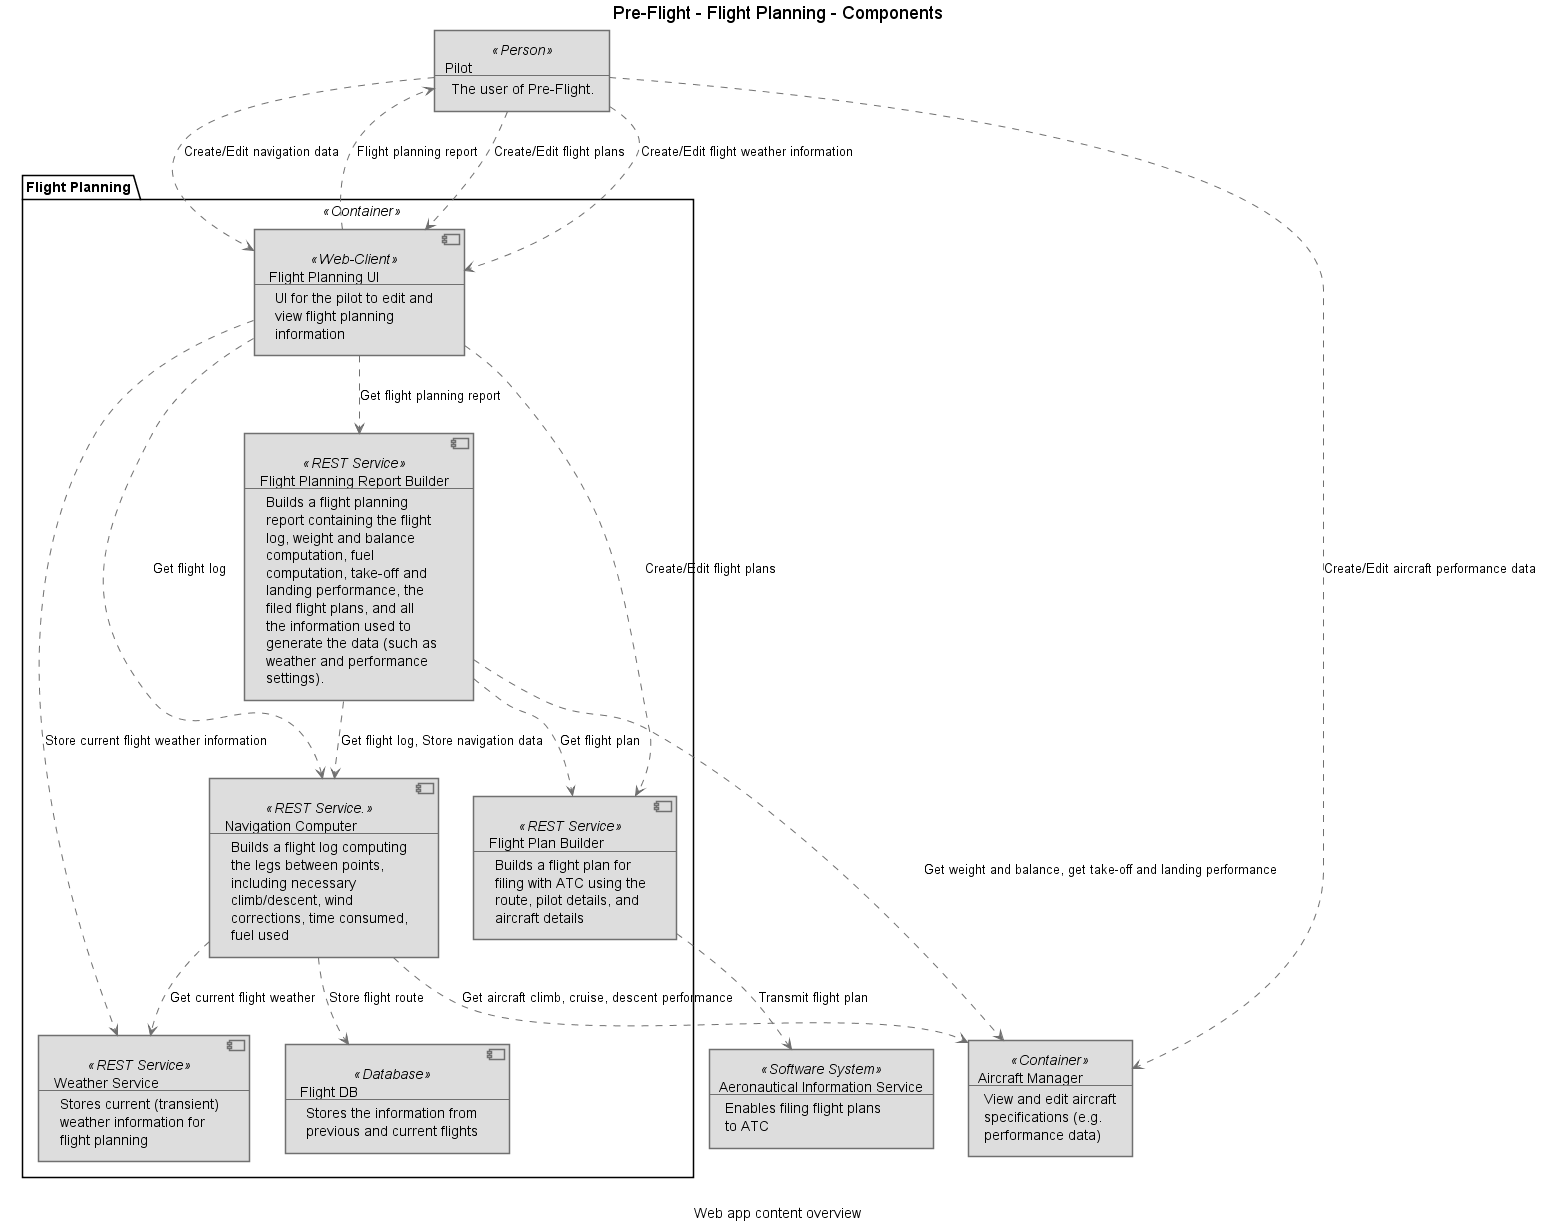 Pre-Flight - Flight Planning - Components
«Person»
Pilot
The user of Pre-Flight.
Create/Edit navigation data
Flight planning report
Create/Edit flight plans
Create/Edit flight weather information
Flight Planning
«Container»
«Web-Client»
Flight Planning UI
UI for the pilot to edit and
view flight planning
information
Get flight planning report
«REST Service»
Flight Planning Report Builder
Builds a flight planning
report containing the flight
log, weight and balance
computation, fuel
computation, take-off and
landing performance, the
filed flight plans, and all
the information used to
generate the data (such as
weather and performance
settings).
Get flight log
Create/Edit flight plans
Create/Edit aircraft performance data
Store current flight weather information
Get flight log, Store navigation data
Get flight plan
«REST Service.»
Navigation Computer
Builds a flight log computing
the legs between points,
including necessary
climb/descent, wind
corrections, time consumed,
fuel used
«REST Service»
Flight Plan Builder
Builds a flight plan for
filing with ATC using the
route, pilot details, and
aircraft details
Get weight and balance, get take-off and landing performance
Get current flight weather
Store flight route
Get aircraft climb, cruise, descent performance
Transmit flight plan
«REST Service»
Weather Service
Stores current (transient)
weather information for
flight planning
«Database»
Flight DB
Stores the information from
previous and current flights
«Software System»
Aeronautical Information Service
Enables filing flight plans
to ATC
«Container»
Aircraft Manager
View and edit aircraft
specifications (e.g.
performance data)
Web app content overview